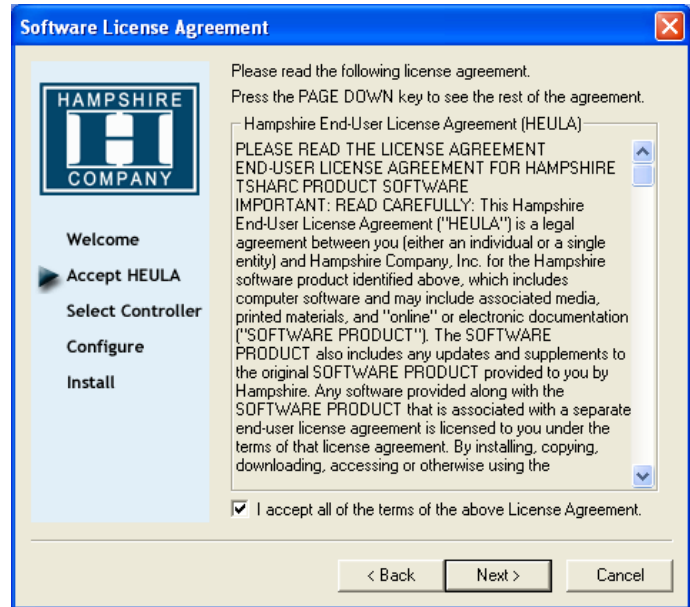 Software License Agreement
HAMPSHIRE
H
COMPANY
Welcome
Accept HEULA
Select Controller
Configure
Install
Please read the following license agreement.
Press the PAGE DOWN key to see the rest of the agreement.
Hampshire End-User License Agreement (HEULA)
PLEASE READ THE LICENSE AGREEMENT
END-USER LICENSE AGREEMENT FOR HAMPSHIRE
TSHARC PRODUCT SOFTWARE
IMPORTANT: READ CAREFULLY: This Hampshire
End-User License Agreement ("HEULA") is a legal
agreement between you (either an individual or a single
entity) and Hampshire Company, Inc. for the Hampshire
software product identified above, which includes
computer software and may include associated media,
printed materials, and "online" or electronic documentation
("SOFTWARE PRODUCT"). The SOFTWARE
PRODUCT also includes any updates and supplements to
the original SOFTWARE PRODUCT provided to you by
Hampshire. Any software provided along with the
SOFTWARE PRODUCT that is associated with a separate
end-user license agreement is licensed to you under the
terms of that license agreement. By installing, copying,
downloading, accessing or otherwise using the
I accept all of the terms of the above License Agreement.
< Back
Next >
Cancel